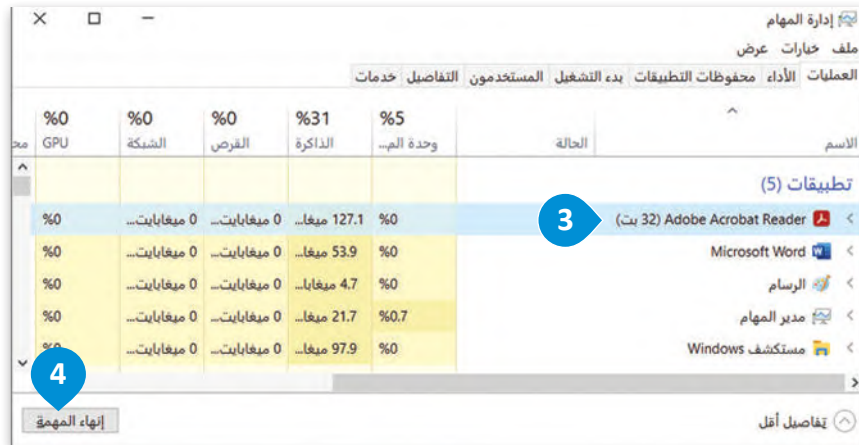 إدارة المهام
ملف خيارات عرض
العمليات الأداء محفوظات التطبيقات بدء التشغيل المستخدمون التفاصيل خدمات
%5 %31 %0 %0 %0
الاسم الحالة وحدة الم... الذاكرة القرص الشبكة GPU مح
تطبيقات (5)
Adobe Acrobat Reader (32 بت) 3 %0 127.1 ميغا... 0 ميغابايت... 0 ميغابايت... %0
Microsoft Word %0 53.9 ميغا... 0 ميغابايت... 0 ميغابايت... %0
الرسام %0 4.7 ميغابا... 0 ميغابايت... 0 ميغابايت... %0
مدير المهام %0.7 21.7 ميغا... 0 ميغابايت... 0 ميغابايت... %0
مستكشف Windows %0 97.9 ميغا... 0 ميغابايت... 0 ميغابايت... %0
4
تفاصيل أقل إنهاء المهمة